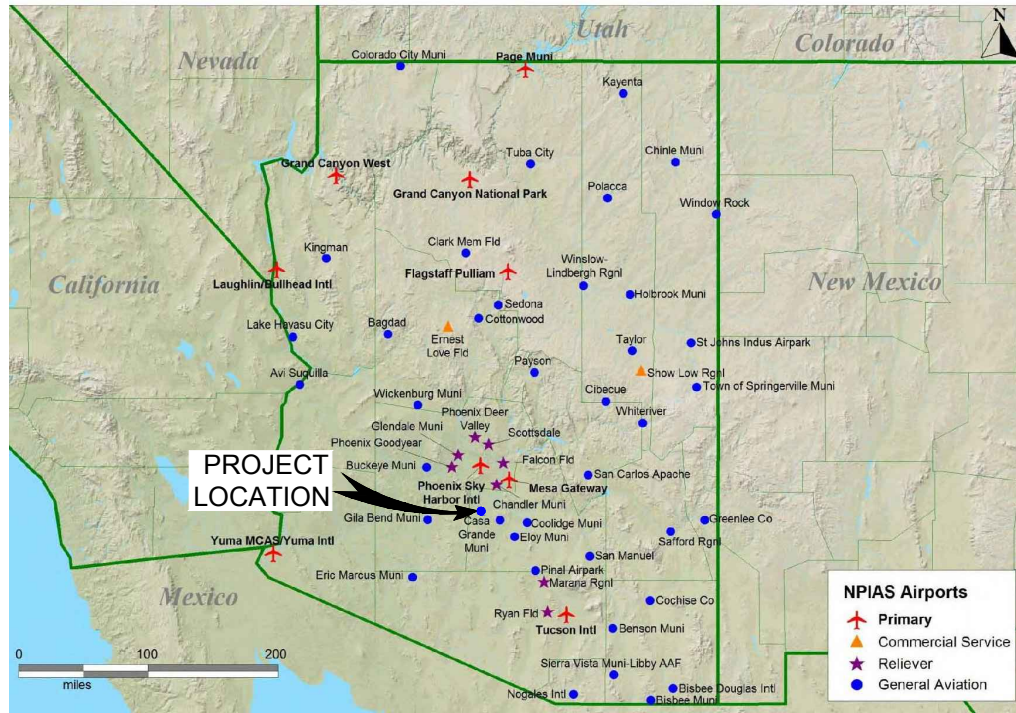 Utah
N
Nevada
Colorado
Colorado City Muni
Page Muni
Kayenta
Tuba City
Chinle Muni
Grand Canyon West
Grand Canyon National Park
Polacca
Window Rock
Kingman
Clark Mem Fld
Flagstaff Pulliam
Winslow-
Lindbergh Rgnl
California
Laughlin/Bullhead Intl
New Mexico
Holbrook Muni
Sedona
Cottonwood
Lake Havasu City
Bagdad
Ernest
Love Fld
Taylor
St Johns Indus Airpark
Avi Suquilla
Payson
Show Low Rgnl
Town of Springerville Muni
Wickenburg Muni
Cibecue
Whiteriver
Phoenix Deer
Valley
Glendale Muni
Scottsdale
Phoenix Goodyear
Falcon Fld
Buckeye Muni
PROJECT
LOCATION
Phoenix Sky
Harbor Intl
Mesa Gateway
San Carlos Apache
Chandler Muni
Gila Bend Muni
Casa
Grande
Muni
Coolidge Muni
Eloy Muni
Greenlee Co
Safford Rgnl
Yuma MCAS/Yuma Intl
San Manuel
Eric Marcus Muni
Pinal Airpark
Marana Rgnl
Mexico
Cochise Co
Ryan Fld
Tucson Intl
Benson Muni
Sierra Vista Muni-Libby AAF
Nogales Intl
Bisbee Douglas Intl
Bisbee Muni
0 100 200
miles
NPIAS Airports
Primary
Commercial Service
Reliever
General Aviation